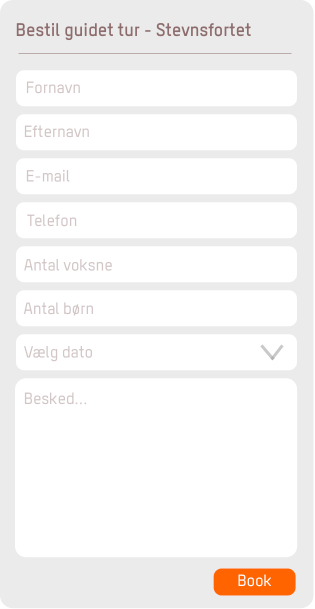 Bestil guidet tur - Stevnsfortet
Fornavn
Efternavn
E-mail
Telefon
Antal voksne
Antal børn
Vælg dato
Besked...
Book